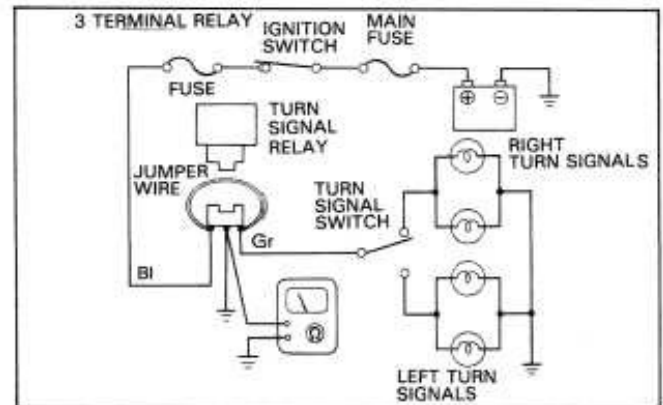 3 TERMINAL RELAY
IGNITION
SWITCH
MAIN
FUSE
FUSE
⊕ ⊖
TURN
SIGNAL
RELAY
JUMPER
WIRE
TURN
SIGNAL
SWITCH
RIGHT
TURN SIGNALS
Gr
Bl
Ω
LEFT TURN
SIGNALS